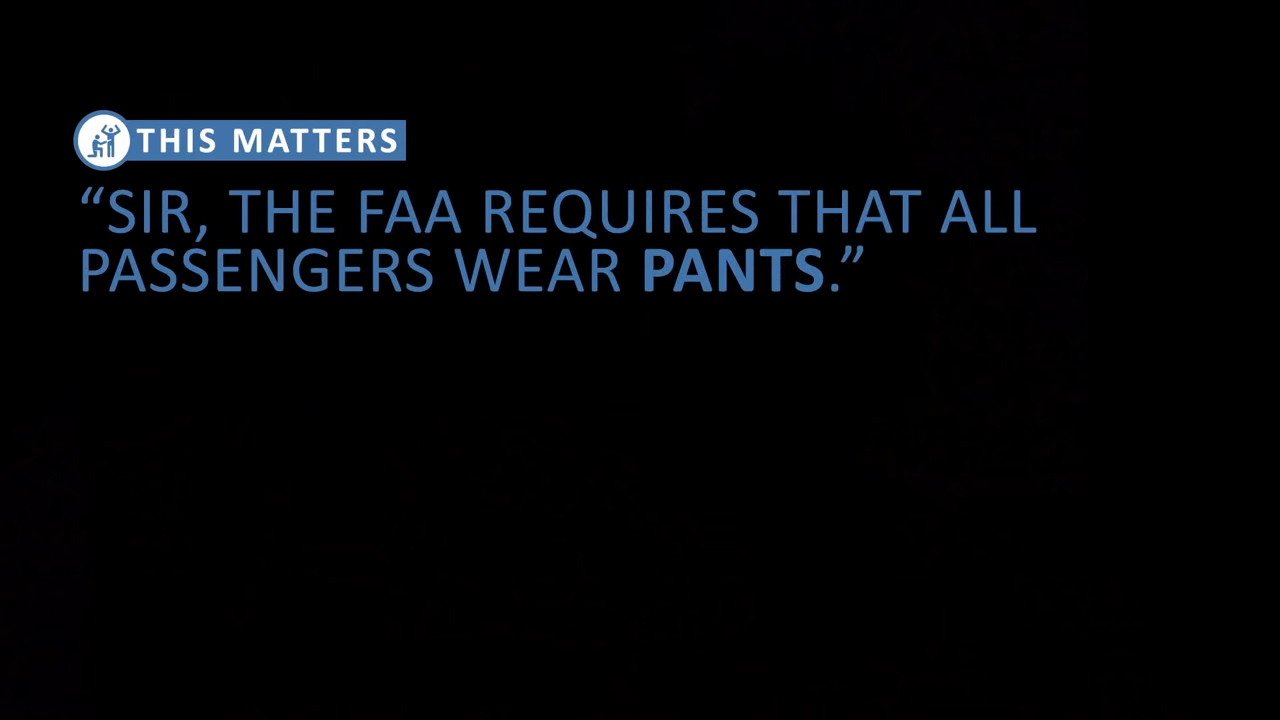 THIS MATTERS
“SIR, THE FAA REQUIRES THAT ALL
PASSENGERS WEAR PANTS.”